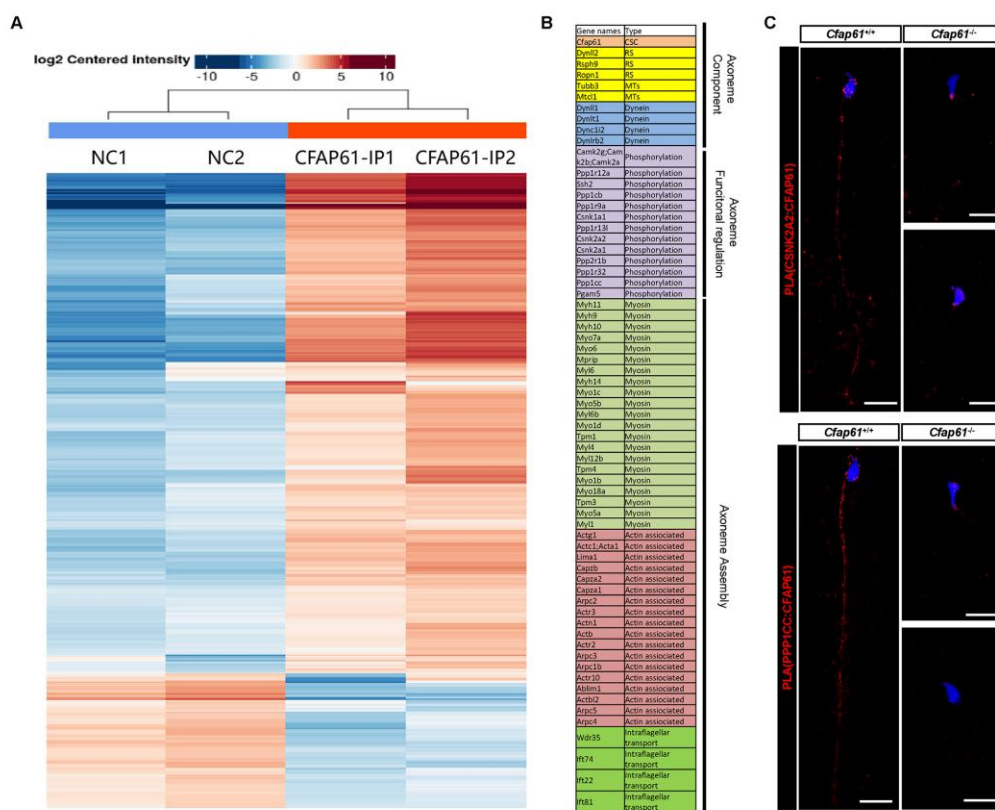 A
log2 Centered Intensity
-10 -5 0 5 10
NC1 NC2 CFAP61-IP1 CFAP61-IP2
B
Gene names Type
Cfap61 CSC
Dynll2 RS
Rsph9 RS
Ropn1 RS
Tubb3 MTs
Mtcl1 MTs
Dynll1 Dynein
Dynlt1 Dynein
Dync1i2 Dynein
Dynlrb2 Dynein
Camk2g;Cam
k2b;Camk2a Phosphorylation
Ppp1r12a Phosphorylation
Ssh2 Phosphorylation
Ppp1cb Phosphorylation
Ppp1r9a Phosphorylation
Csnk1a1 Phosphorylation
Ppp1r13l Phosphorylation
Csnk2a2 Phosphorylation
Csnk2a1 Phosphorylation
Ppp2r1b Phosphorylation
Ppp1r32 Phosphorylation
Ppp1cc Phosphorylation
Pgam5 Phosphorylation
Myh11 Myosin
Myh9 Myosin
Myh10 Myosin
Myo7a Myosin
Myo6 Myosin
Mprip Myosin
Myl6 Myosin
Myh14 Myosin
Myo1c Myosin
Myo5b Myosin
Myl6b Myosin
Myo1d Myosin
Tpm1 Myosin
Myl4 Myosin
Myl12b Myosin
Tpm4 Myosin
Myo1b Myosin
Myo18a Myosin
Tpm3 Myosin
Myo5a Myosin
Myl1 Myosin
Actg1 Actin assiociated
Actc1;Acta1 Actin assiociated
Lima1 Actin assiociated
Capzb Actin assiociated
Capza2 Actin assiociated
Capza1 Actin assiociated
Arpc2 Actin assiociated
Actr3 Actin assiociated
Actn1 Actin assiociated
Actb Actin assiociated
Actr2 Actin assiociated
Arpc3 Actin assiociated
Arpc1b Actin assiociated
Actr10 Actin assiociated
Ablim1 Actin assiociated
Actbl2 Actin assiociated
Arpc5 Actin assiociated
Arpc4 Actin assiociated
Wdr35 Intraflagellar
transport
Ift74 Intraflagellar
transport
Ift22 Intraflagellar
transport
Ift81 Intraflagellar
transport
Axoneme
Component
Axoneme
Funcitonal regulation
Axoneme Assembly
C
Cfap61+/+ Cfap61-/-
PLA(CSNK2A2:CFAP61)
Cfap61+/+ Cfap61-/-
PLA(PPP1CC:CFAP61)